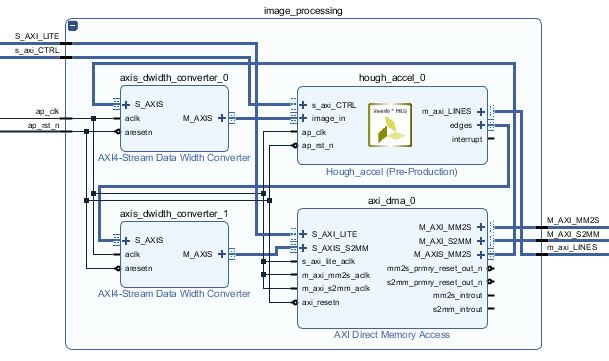 image_processing
S_AXI_LITE
s_axi_CTRL
axis_dwidth_converter_0
S_AXIS
aclk
aresetn
M_AXIS
AXI4-Stream Data Width Converter
hough_accel_0
s_axi_CTRL
image_in
ap_clk
ap_rst_n
Vivado™ HLS
m_axi_LINES
edges
interrupt
Hough_accel (Pre-Production)
ap_clk
ap_rst_n
axis_dwidth_converter_1
S_AXIS
aclk
aresetn
M_AXIS
AXI4-Stream Data Width Converter
axi_dma_0
S_AXI_LITE
S_AXIS_S2MM
s_axi_lite_aclk
m_axi_mm2s_aclk
m_axi_s2mm_aclk
axi_resetn
M_AXI_MM2S
M_AXI_S2MM
M_AXIS_MM2S
mm2s_prmry_reset_out_n
s2mm_prmry_reset_out_n
mm2s_introut
s2mm_introut
AXI Direct Memory Access
M_AXI_MM2S
M_AXI_S2MM
m_axi_LINES